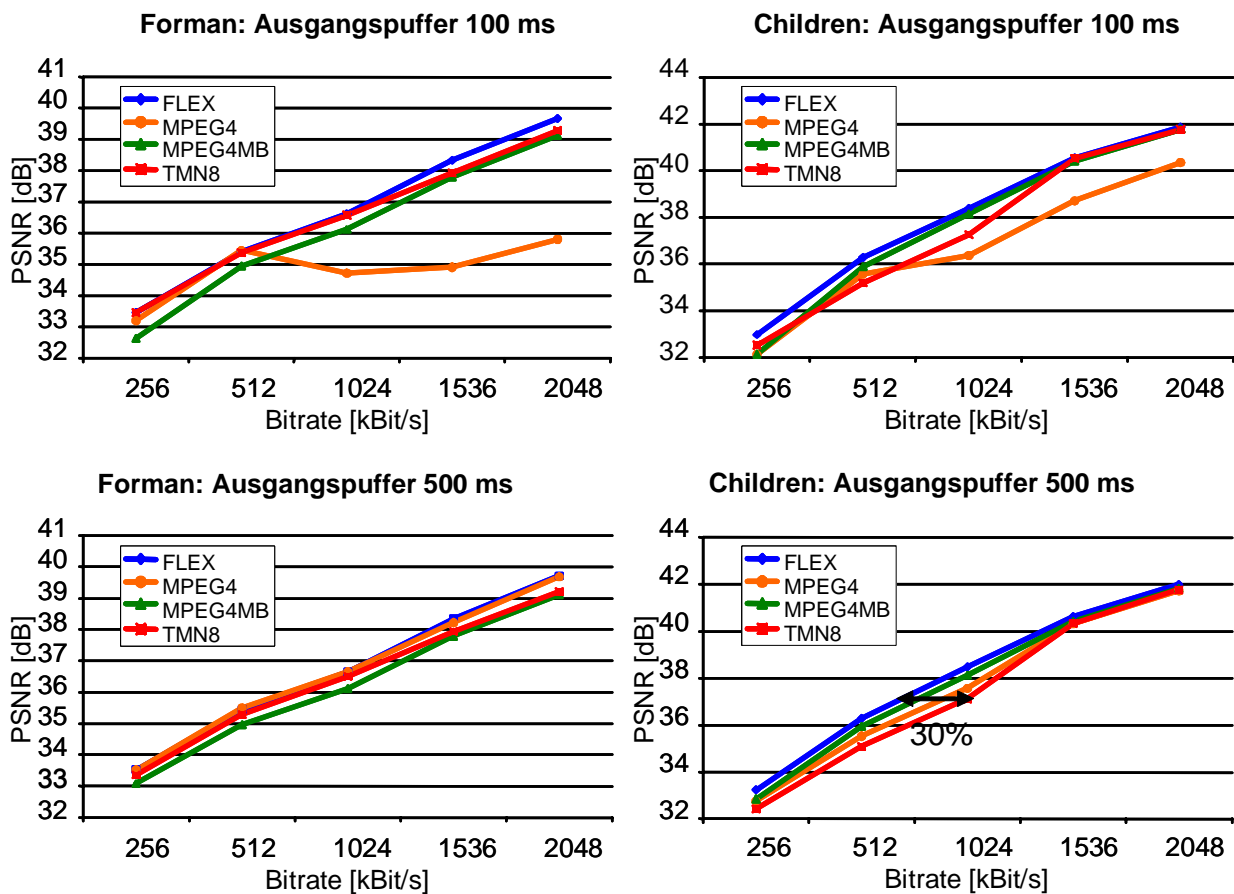 Forman: Ausgangspuffer 100 ms
41
40
39
38
37
36
35
34
33
32
PSNR [dB]
FLEX
MPEG4
MPEG4MB
TMN8
256 512 1024 1536 2048
Bitrate [kBit/s]
Children: Ausgangspuffer 100 ms
44
42
40
38
36
34
32
PSNR [dB]
FLEX
MPEG4
MPEG4MB
TMN8
256 512 1024 1536 2048
Bitrate [kBit/s]
Forman: Ausgangspuffer 500 ms
41
40
39
38
37
36
35
34
33
32
PSNR [dB]
FLEX
MPEG4
MPEG4MB
TMN8
256 512 1024 1536 2048
Bitrate [kBit/s]
Children: Ausgangspuffer 500 ms
44
42
40
38
36
34
32
PSNR [dB]
FLEX
MPEG4
MPEG4MB
TMN8
30%
256 512 1024 1536 2048
Bitrate [kBit/s]